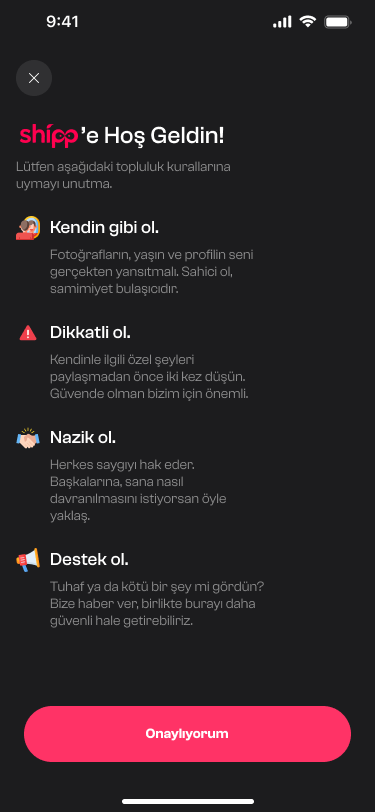 9:41
shipp'e Hoş Geldin!
Lütfen aşağıdaki topluluk kurallarına
uymayı unutma.
Kendin gibi ol.
Fotoğrafların, yaşın ve profilin seni
gerçekten yansıtmalı. Sahici ol,
samimiyet bulaşıcıdır.
Dikkatli ol.
Kendinle ilgili özel şeyleri
paylaşmadan önce iki kez düşün.
Güvende olman bizim için önemli.
Nazik ol.
Herkes saygıyı hak eder.
Başkalarına, sana nasıl
davranılmasını istiyorsan öyle
yaklaş.
Destek ol.
Tuhaf ya da kötü bir şey mi gördün?
Bize haber ver, birlikte burayı daha
güvenli hale getirebiliriz.
Onaylıyorum